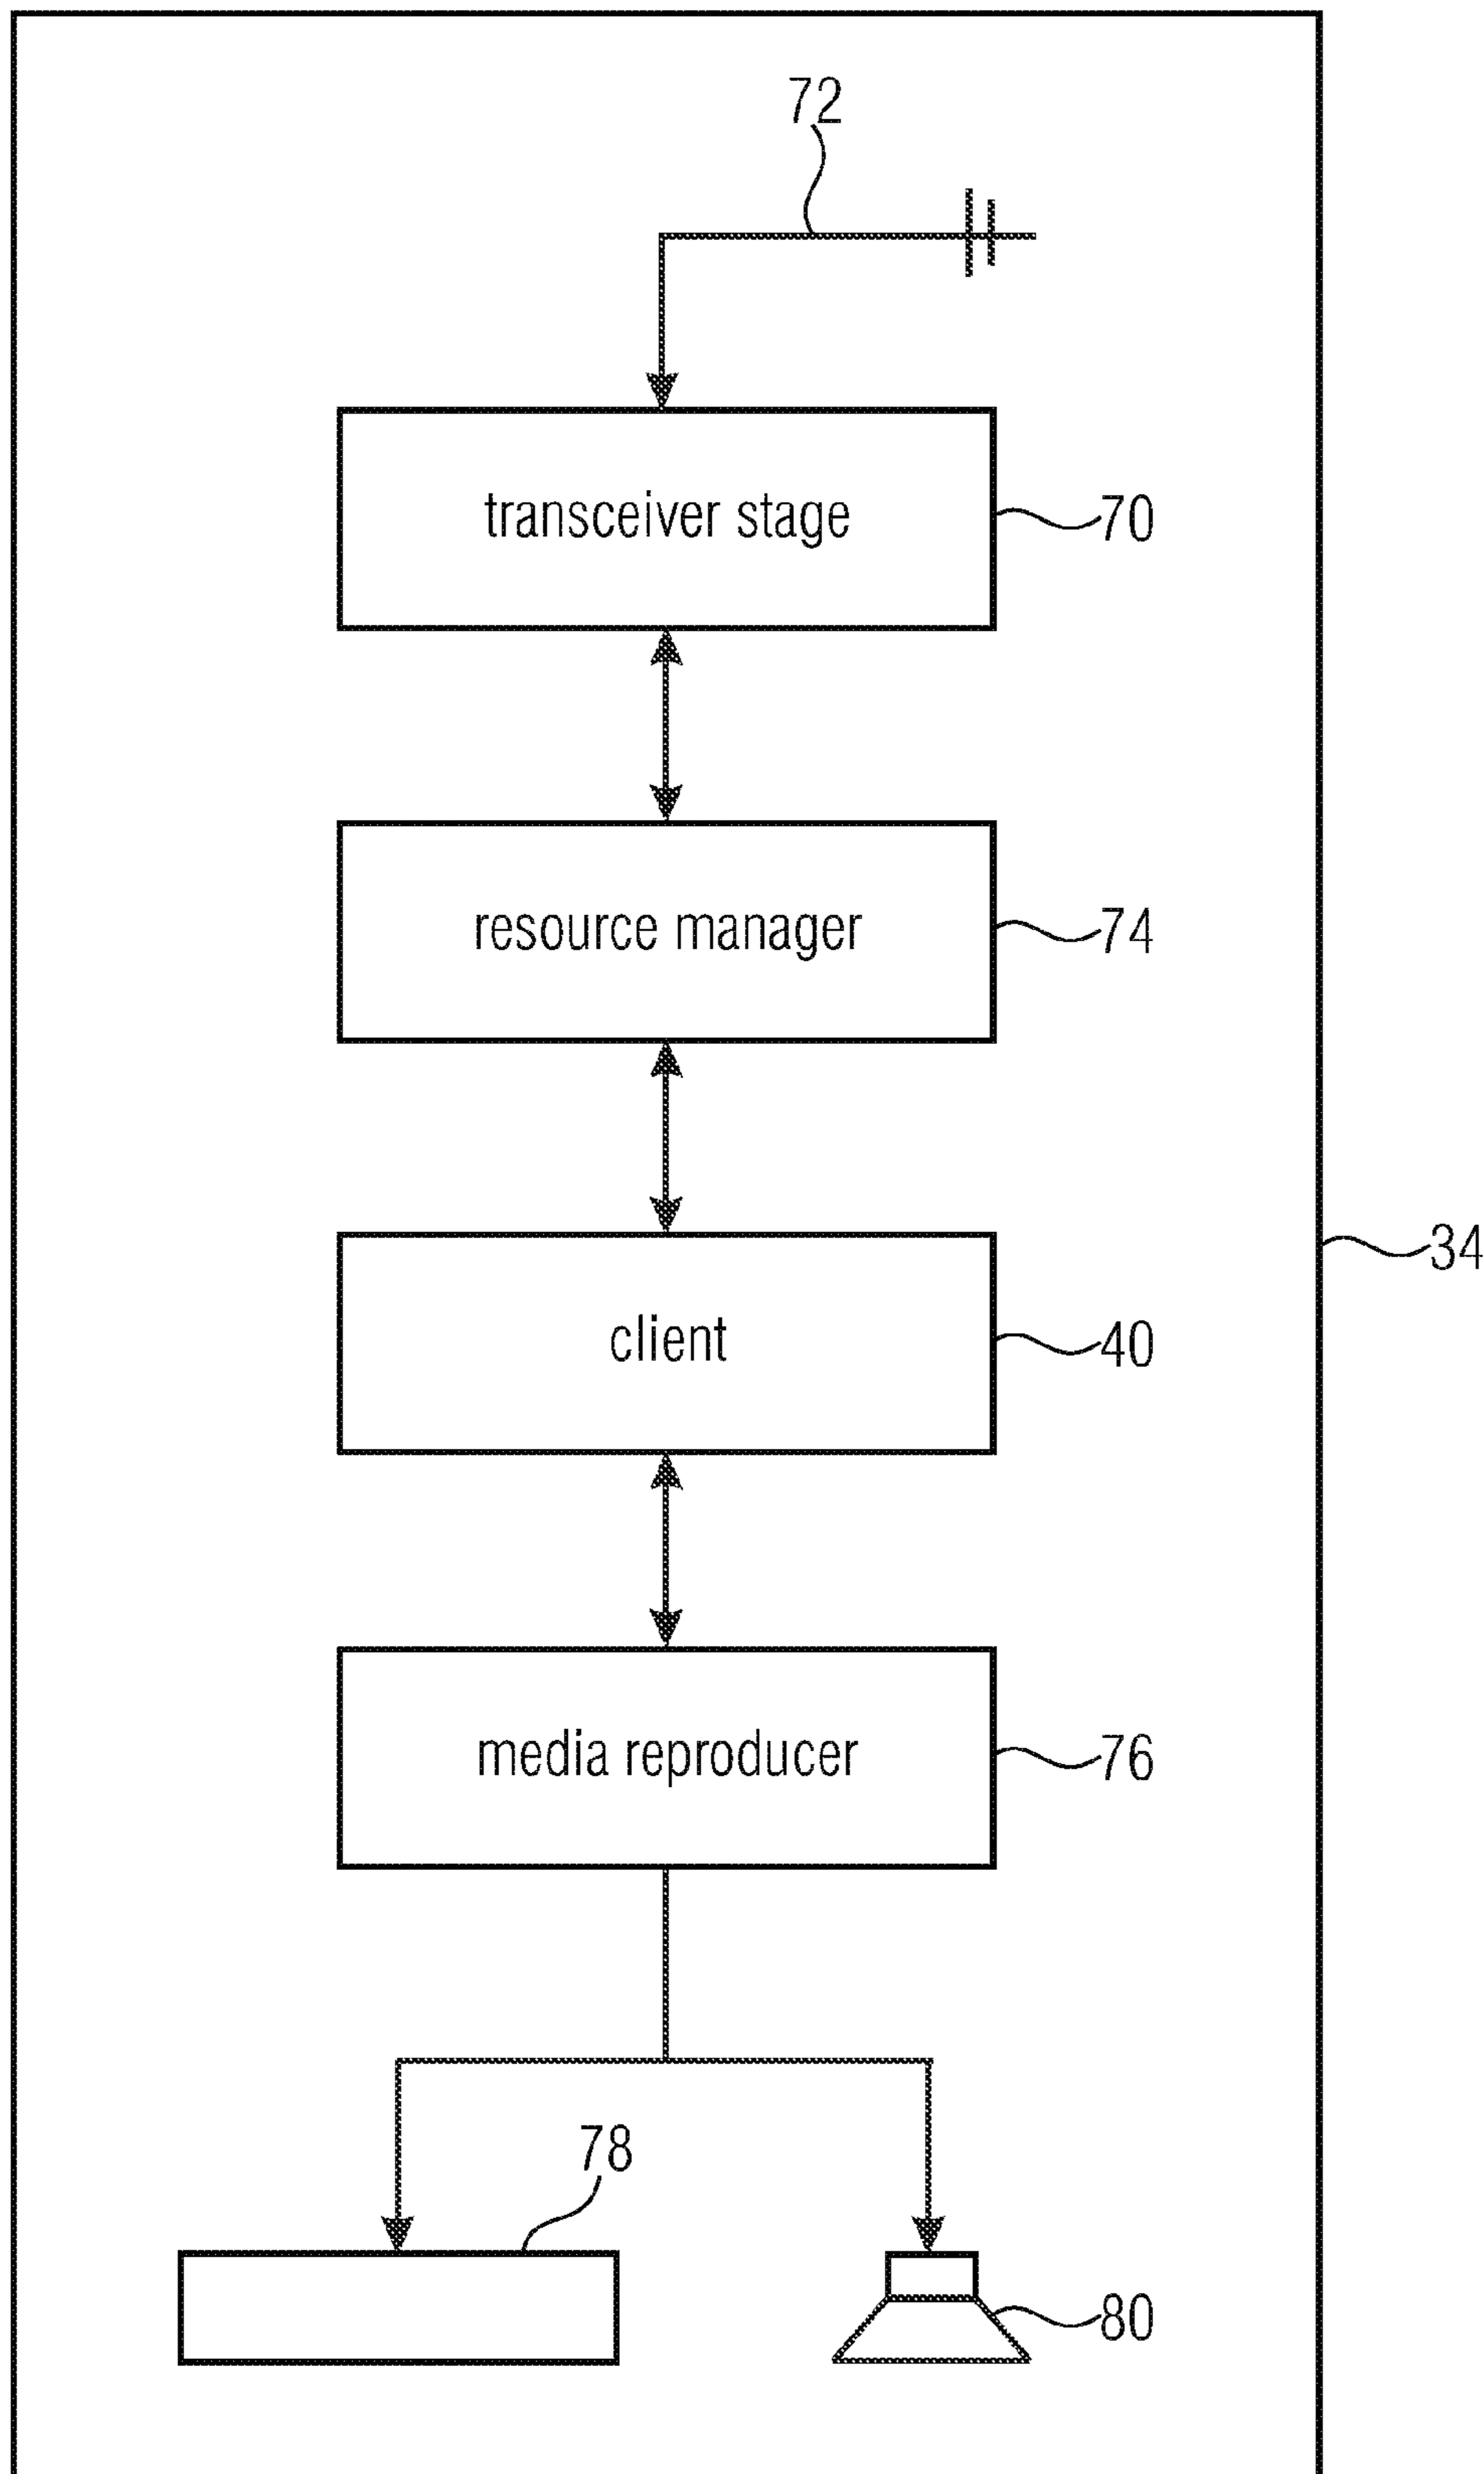 72
transceiver stage
70
resource manager
74
34
client
40
media reproducer
76
78
80